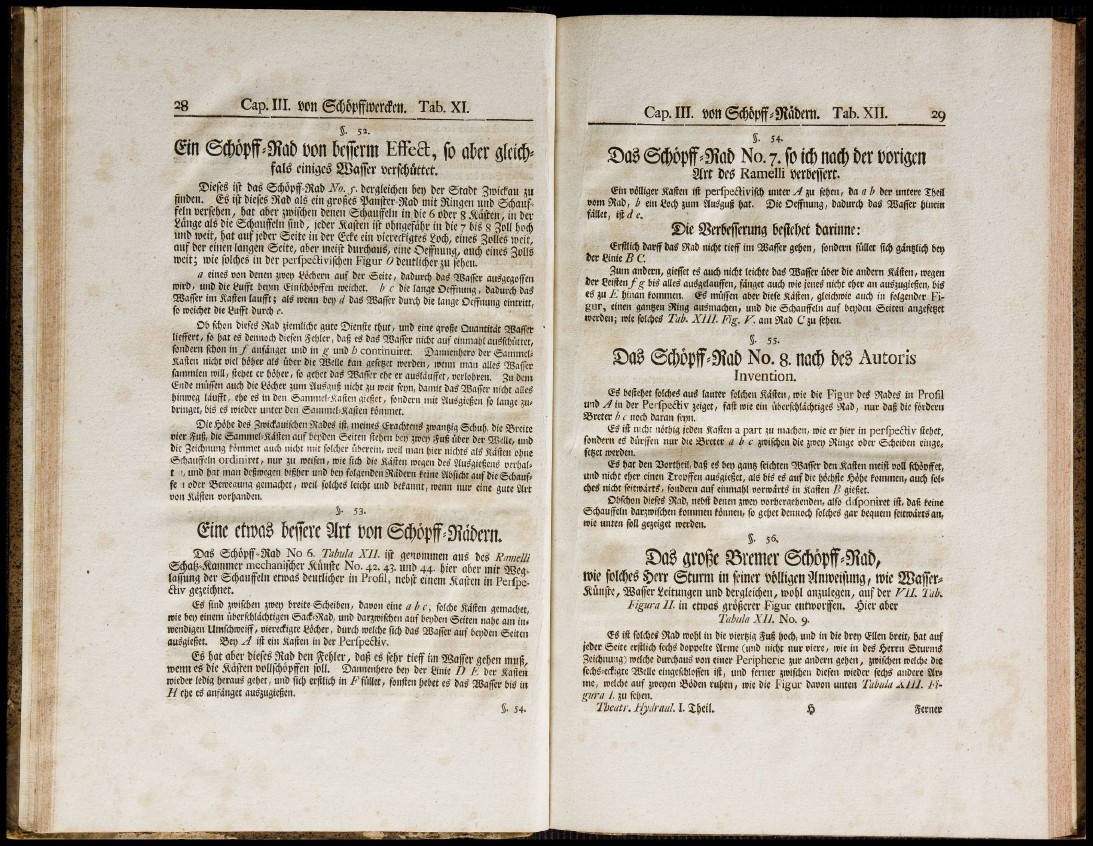 28 Cap. III. von Schöpffwercken. Tab. XI.
§. 52.
Ein Schöpff-Rad von besserm Effect, so aber gleich-
fals einiges Wasser verschüttet.
Dieses ist das Schöpff-Rad No. 5. dergleichen bey der Stadt Zwickau zu
finden. Es ist dieses Rad als ein großes Panster-Rad mit Ringen und Schauf-
feln versehen, hat aber zwischen denen Schauffeln in die 6 oder 8 Kästen, in der
Länge als die Schauffeln sind, jeder Kasten ist ohngefähr in die 7 bis 8 Zoll hoch
und weit, hat auf jeder Seite in der Ecke ein viereckigtes Loch, eines Zolles weit,
auf der einen langen Seite, aber meist durchaus, eine Oeffnung, auch eines Zolls
weit; wie solches in der perspectivischen Figur O deutlicher zu sehen.
a eines von denen zwey Löchern auf der Seite, dadurch das Wasser ausgegossen
wird, und die Lufft beym Einschöpffen weichet. b c die lange Oeffnung, dadurch das
Wasser im Kasten laufft; als wenn bey d das Wasser durch die lange Oeffnung eintritt,
so weichet die Lufft durch e.
Ob schon dieses Rad ziemliche gute Dienste thut, und eine große Quantität Wasser
lieffert, so hat es dennoch diesen Fehler, daß es das Wasser nicht auf einmahl ausschüttet,
sondern schon in f anfänget und in g und h continuiret. Dannenhero der Sammel-
Kasten nicht viel höher als über die Welle kan gesetzet werden, wenn man alles Wasser
sammlen will, stehet er höher, so gehet das Wasser ehe er ausläuffet, verlohren. Zu dem
Ende müssen auch die Löcher zum Ausguß nicht zu weit seyn, damit das Wasser nicht alles
hinweg läufft, ehe es in den Sammel-Kasten gießet, sondern mit Ausgießen so lange zu-
bringet, bis es wieder unter den Sammel-Kasten kömmet.
Die Höhe des Zwickauischen Rades ist, meines Erachtens zwantzig Schuh, die Breite
vier Fuß, die Sammel-Kästen auf beyden Seiten stehen bey zwey Fuß über der Welle, und
die Zeichnung kömmet auch nicht mit solcher überein, weil man hier nichts als Kästen ohne
Schauffeln ordiniret, nur zu weisen, wie sich die Kästen wegen des Ausgießens verhal-
und hat man deßwegen bißher und bey folgenden Rädern keine Absicht auf die Schauf-
oder Bewegung gemachet, weil solches leicht und bekannt, wenn nur eine gute Art
von Kästen vorhanden.
§. 53.
Eine etwas bessere Art von Schöpff-Rädern.
Das Schöpff-Rad No 6. Tabula XII. ist genommen aus des Ramelli
Schatz-Kammer mechanischer Künste No. 42. 43. und 44. hier aber mit Weg-
lassung der Schauffeln etwas deutlicher in Profil, nebst einem Kasten in Perspe-
ctiv gezeichnet.
Es sind zwischen zwey breite Scheiben, davon eine a b c, solche Kästen gemachet,
wie bey einem überschlächtigen Sack-Rad, und darzwischen auf beyden Seiten nahe am in-
wendigen Umschweiff, viereckigte Löcher, durch welche sich das Wasser auf beyden Seiten
ausgießet. Bey A ist ein Kasten in der Perspectiv.
Es hat aber dieses Rad den Fehler, daß es sehr tieff im Wasser gehen muß,
wenn es die Kästen vollschöpffen soll. Dannenhero bey der Linie D E der Kasten
wieder ledig heraus gehet, und sich erstlich in F füllet, sonsten hebet es das Wasser bis in
H ehe es anfänget auszugießen.
§. 54.
Cap. III. von Schöpff-Rädern. Tab. XII. 29
§. 54.
Das Schöpff-Rad No. 7. so ich nach der vorigen
Art des Ramelli verbessert.
Ein völliger Kasten ist perspectivisch unter A zu sehen, da a b der untere Theil
vom Rad, b ein Loch zum Ausguß hat. Die Oeffnung, dadurch das Wasser hinein
fället, ist d e.
Die Verbesserung bestehet darinne:
Erstlich darff das Rad nicht tieff im Wasser gehen, sondern füllet sich gäntzlich bey
der Linie B C.
Zum andern, giesset es auch nicht leichte das Wasser über die andern Kästen, wegen
der Leisten f g bis alles ausgelauffen, fänget auch wie jenes nicht eher an auszugießen, bis
es zu E hinan kommen. Es müssen aber diese Kästen, gleichwie auch in folgender Fi-
gur, einen gantzen Ring ausmachen, und die Schauffeln auf beyden Seiten angesetzet
werden; wie solches Tab. XIII. Fig. V. am Rad C zu sehen.
§. 55.
Das Schöpff-Rad No. 8. nach des Autoris
Invention.
Es bestehet solches aus lauter solchen Kästen, wie die Figur des Rades in Profil
und A in der Perspectiv zeiget, fast wie ein überschlächtiges Rad, nur daß die fördern
Breter b c noch daran seyn.
Es ist nicht nöthig jeden Kasten a part zu machen, wie er hier in perspectiv stehet,
sondern es dürffen nur die Breter a b c zwischen die zwey Ringe oder Scheiben einge-
setzet werden.
Es hat den Vortheil, daß es bey gantz seichten Wasser den Kasten meist voll schöpffet,
und nicht eher einen Tropffen ausgießet, als bis es auf die höchste Höhe kommen, auch sol-
ches nicht seitwärts, sondern auf einmahl vorwärts in Kasten B gießet.
Obschon dieses Rad, nebst denen zwey vorhergehenden, also disponiret ist, daß keine
Schauffeln darzwischen kommen können, so gehet dennoch solches gar bequem seitwärts an,
wie unten soll gezeiget werden.
§. 56.
Das große Bremer Schöpff-Rad,
wie solches Herr Sturm in seiner völligen Anweisung, wie Wasser-
Künste, Wasser Leitungen und dergleichen, wohl anzulegen, auf der VII. Tab.
Figura II. in etwas größerer Figur entworffen. Hier aber
Tabula XII. No. 9.
Es ist solches Rad wohl in die viertzig Fuß hoch, und in die drey Ellen breit, hat auf
jeder Seite erstlich sechs doppelte Arme (und nicht nur viere, wie in des Herrn Sturms
Zeichnung) welche durchaus von einer Peripherie zur andern gehen, zwischen welche die
sechs-eckigte Welle eingeschlossen ist, und ferner zwischen diesen wieder sechs andere Ar-
me, welche auf zweyen Böden ruhen, wie die Figur davon unten Tabula XIII. Fi-
gura I. zu sehen.
Theatr. Hydraul. I. Theil. H Ferner